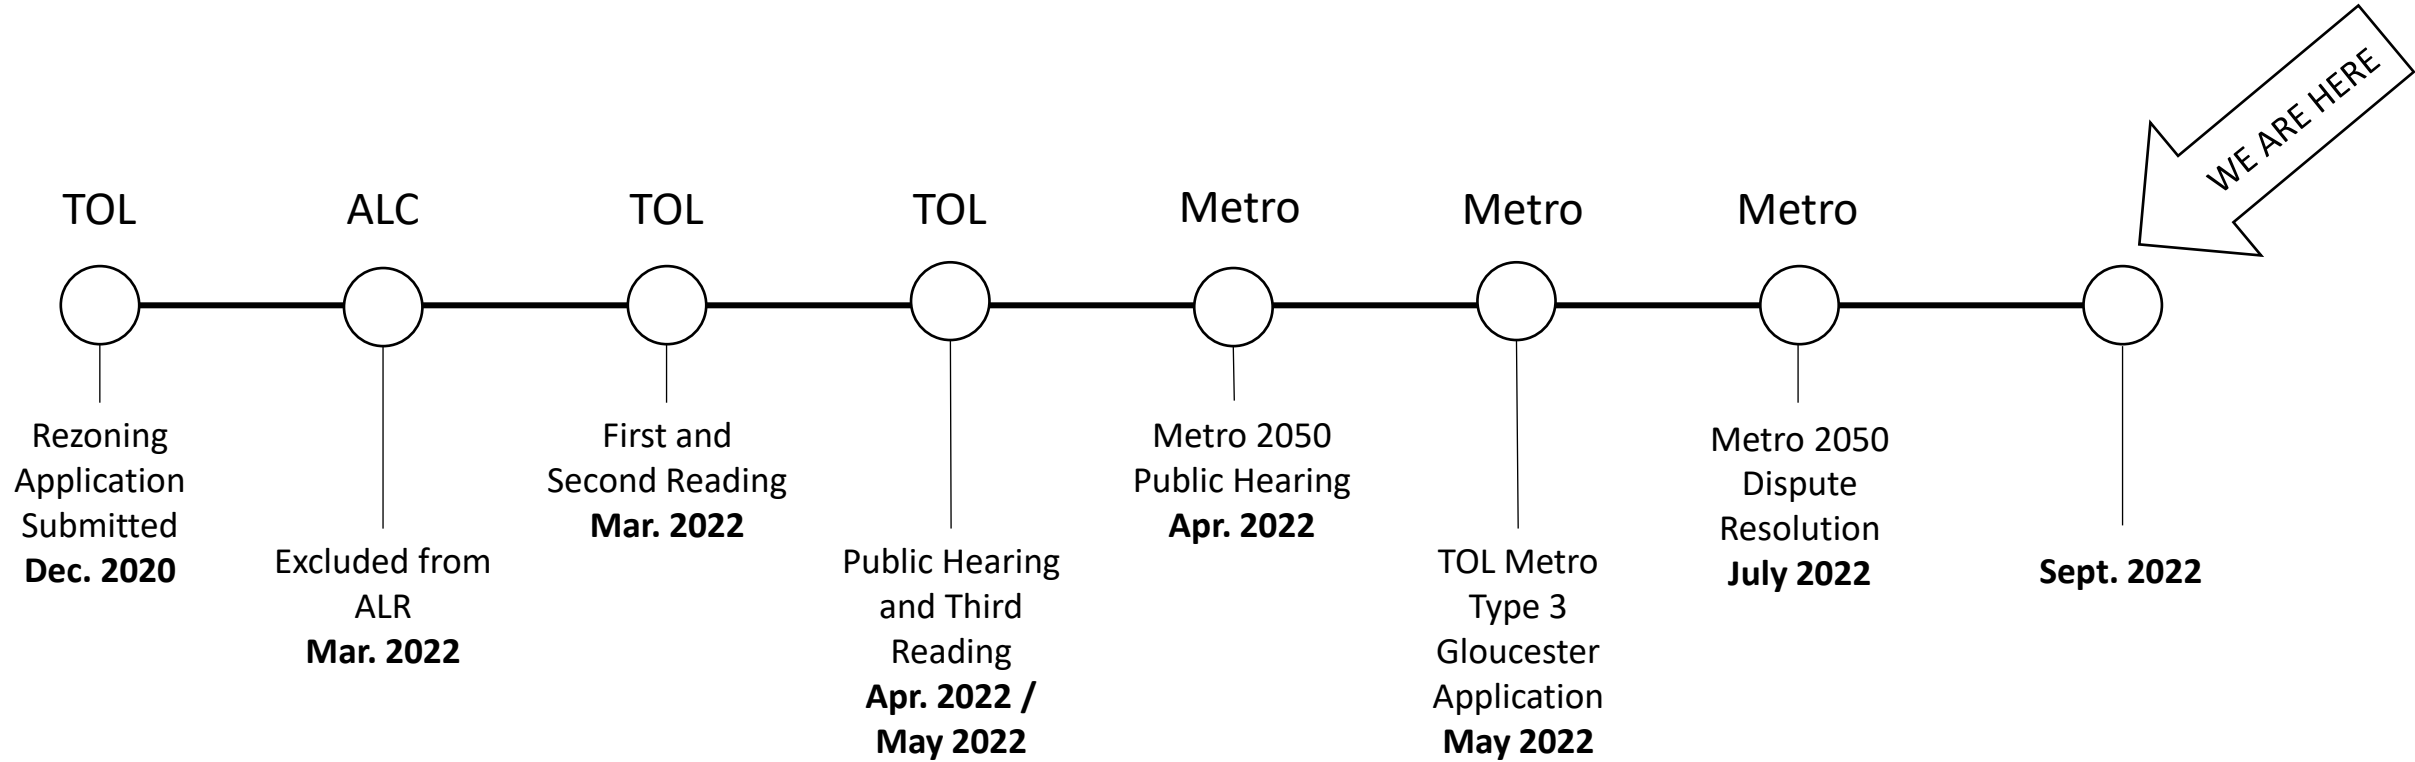 WE ARE HERE
TOL
ALC
TOL
TOL
Metro
Metro
Metro
Rezoning
Application
Submitted
Dec. 2020
Excluded from
ALR
Mar. 2022
First and
Second Reading
Mar. 2022
Public Hearing
and Third
Reading
Apr. 2022 /
May 2022
Metro 2050
Public Hearing
Apr. 2022
TOL Metro
Type 3
Gloucester
Application
May 2022
Metro 2050
Dispute
Resolution
July 2022
Sept. 2022